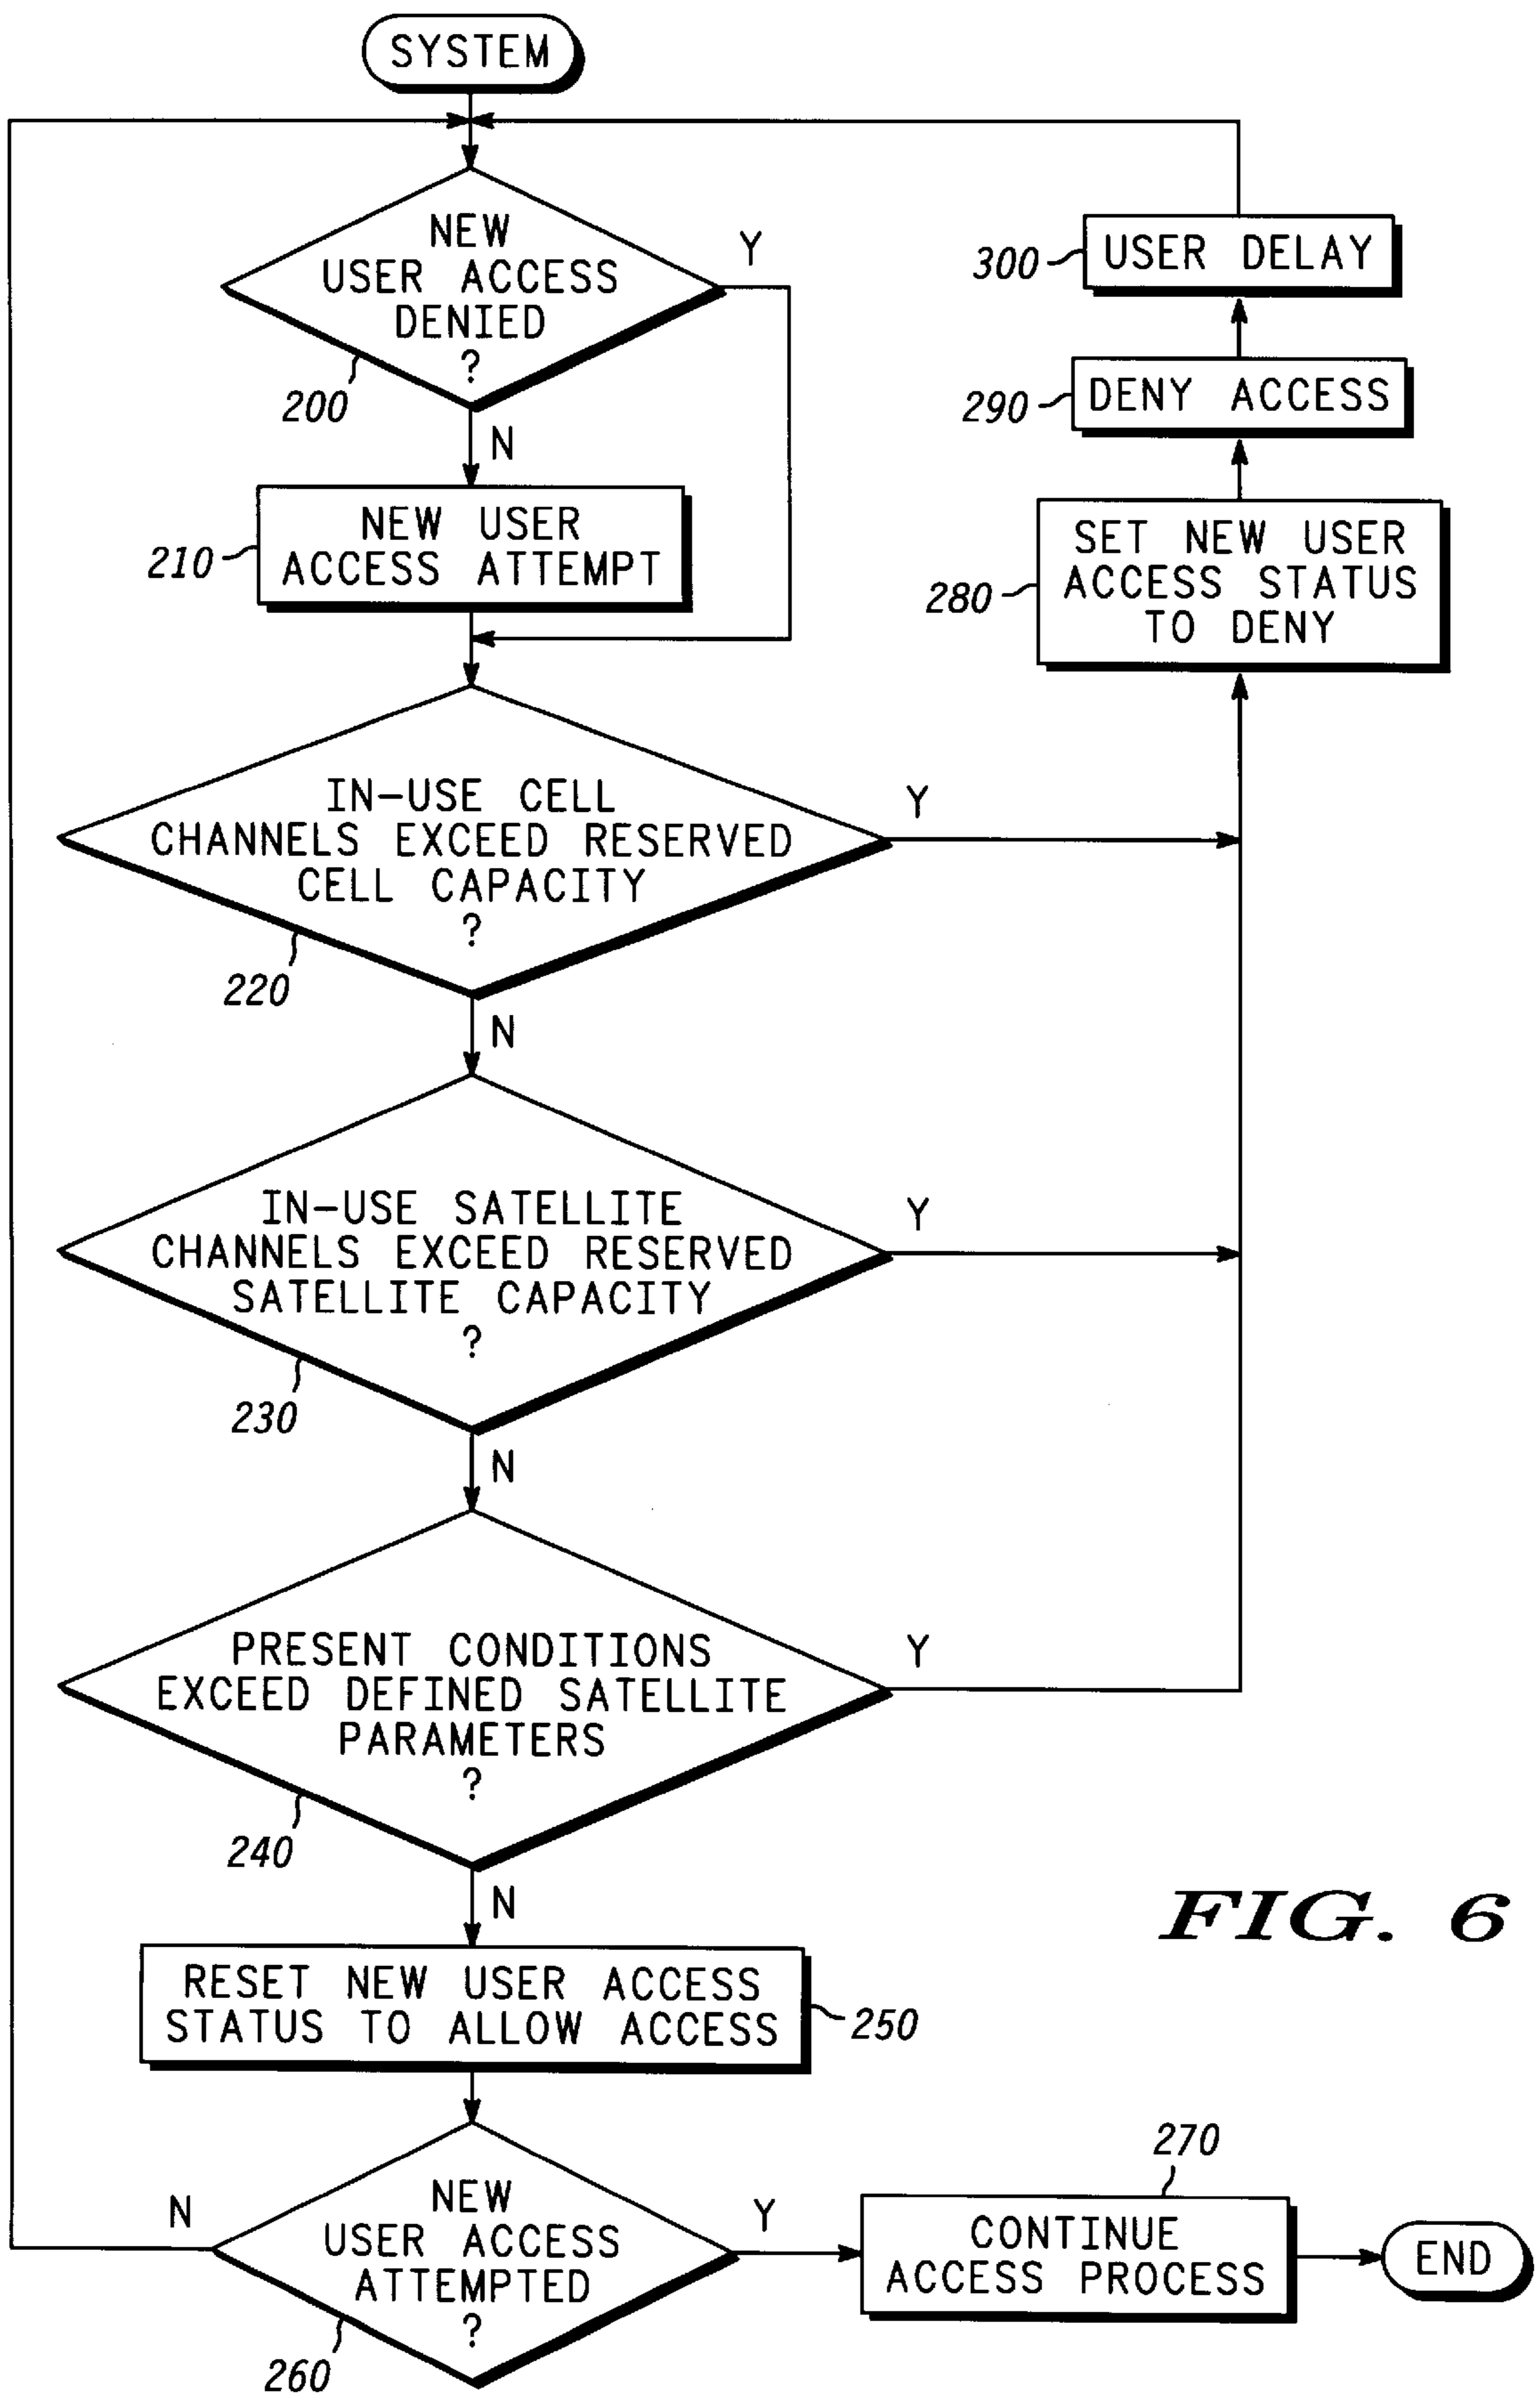 SYSTEM
NEW
USER ACCESS
DENIED
?
Y
200
N
NEW USER
ACCESS ATTEMPT
210
IN-USE CELL
CHANNELS EXCEED RESERVED
CELL CAPACITY
?
Y
220
N
IN-USE SATELLITE
CHANNELS EXCEED RESERVED
SATELLITE CAPACITY
?
Y
230
N
PRESENT CONDITIONS
EXCEED DEFINED SATELLITE
PARAMETERS
?
Y
240
N
RESET NEW USER ACCESS
STATUS TO ALLOW ACCESS
250
NEW
USER ACCESS
ATTEMPTED
?
N
Y
260
270
CONTINUE
ACCESS PROCESS
END
300
USER DELAY
290
DENY ACCESS
280
SET NEW USER
ACCESS STATUS
TO DENY
FIG. 6